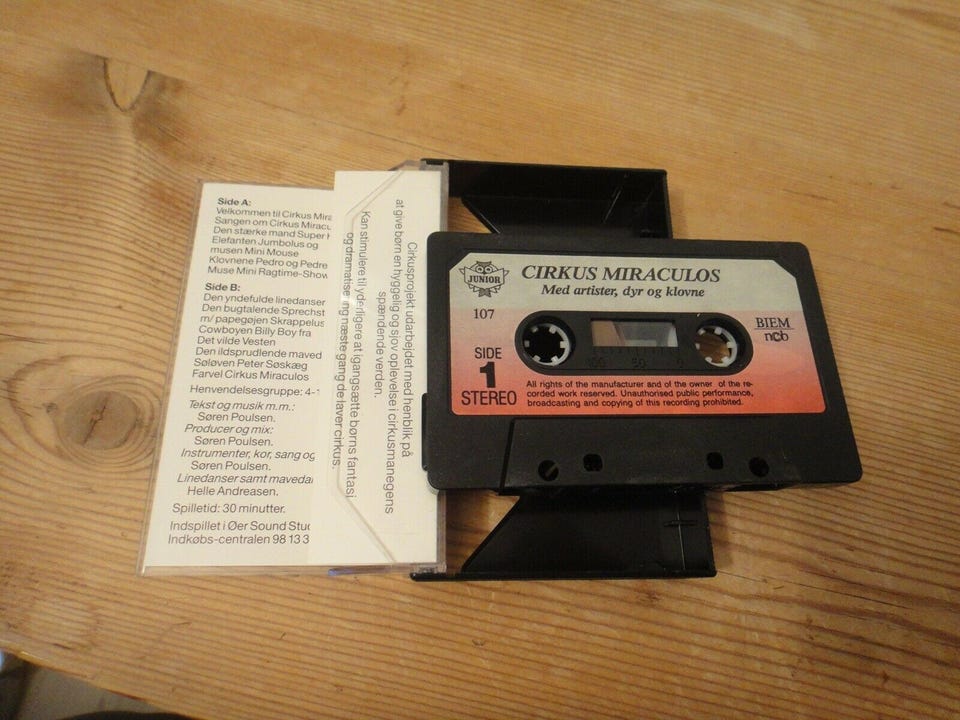 Side A:
Velkommen til Cirkus
Sangen om Cirkus
Den stærke mand Super
Elefanten Jumbolus og
musen Mini Mouse
Klovnene Pedro og Pedre
Muse Mini Ragtime-Show
Side B:
Den yndefulde linedanser
Den bugtalende
m/ papegøjen Skrappelus
Cowboyen Billy Boy fra
Det vilde Vesten
Den ildsprudlende
Søløven Peter Søskæg
Farvel Cirkus Miraculos
Henvendelsesgruppe: 4-
Tekst og musik m.m.:
Søren Poulsen.
Producer og mix:
Søren Poulsen.
Instrumenter, kor, sang og
Søren Poulsen.
Linedanser samt
Helle Andreasen.
Spilletid: 30 minutter.
Indspillet i Øer Sound
Indkøbs-centralen 98 13 3
Cirkusprojekt udarbejdet med henblik på
at give børn en hyggelig og sjov oplevelse i cirkusmanegens
spændende verden.
Kan stimulere til yderligere at igangsætte børns fantasi
og dramatisering næste gang de laver cirkus.
JUNIOR
CIRKUS MIRACULOS
Med artister, dyr og klovne
107
BIEM
ncb
SIDE
1
STEREO
100 50 0
All rights of the manufacturer and of the owner of the re-
corded work reserved. Unauthorised public performance,
broadcasting and copying of this recording prohibited.